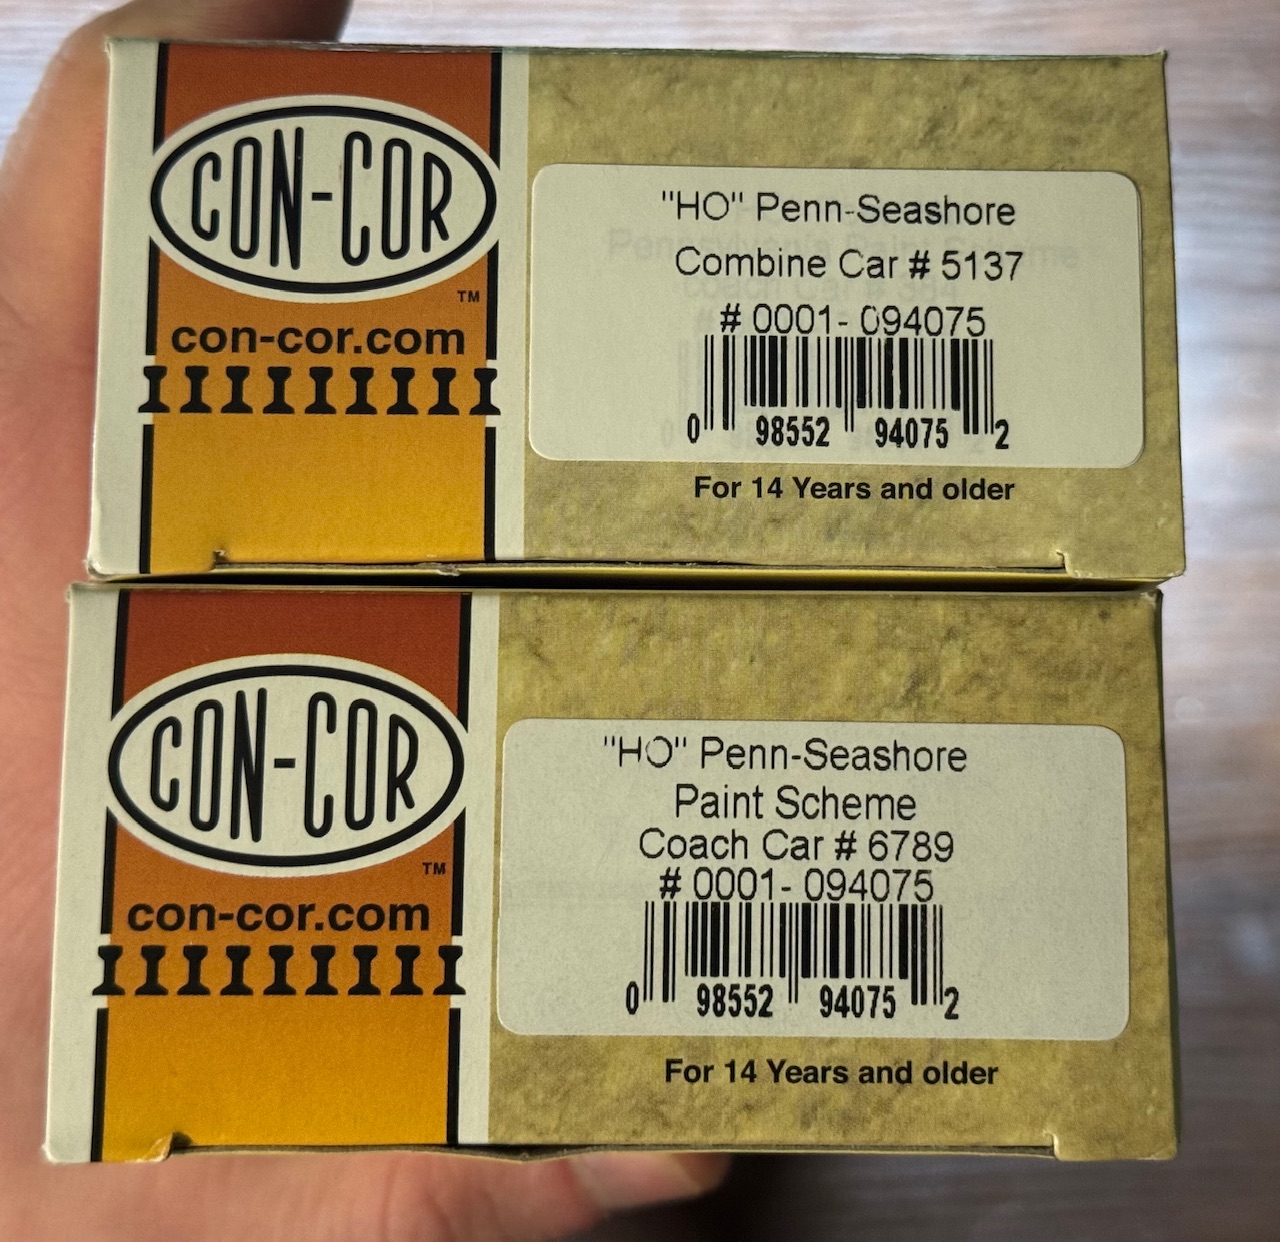 CON-COR
TM
con-cor.com
"HO" Penn-Seashore
Combine Car # 5137
# 0001- 094075
0 98552 94075 2
For 14 Years and older
CON-COR
TM
con-cor.com
"HO" Penn-Seashore
Paint Scheme
Coach Car # 6789
# 0001- 094075
0 98552 94075 2
For 14 Years and older